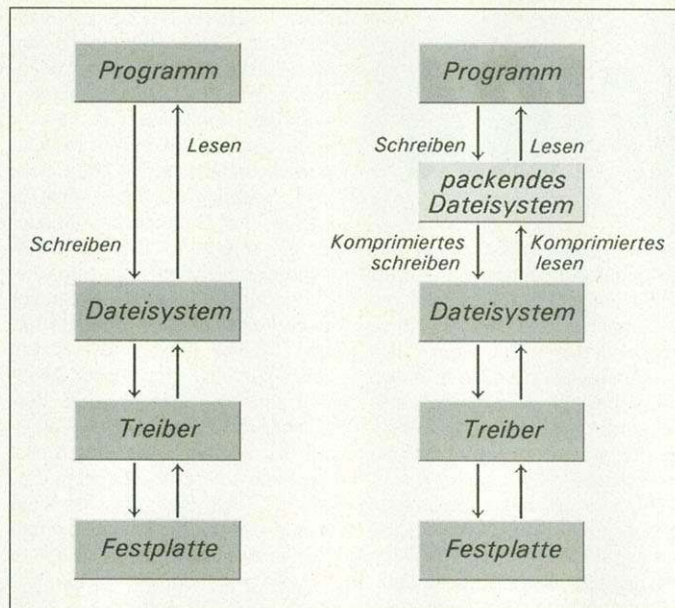 Programm
Lesen
Schreiben
Dateisystem
Treiber
Festplatte
Programm
Schreiben
Lesen
packendes
Dateisystem
Komprimiertes
schreiben
Komprimiertes
lesen
Dateisystem
Treiber
Festplatte